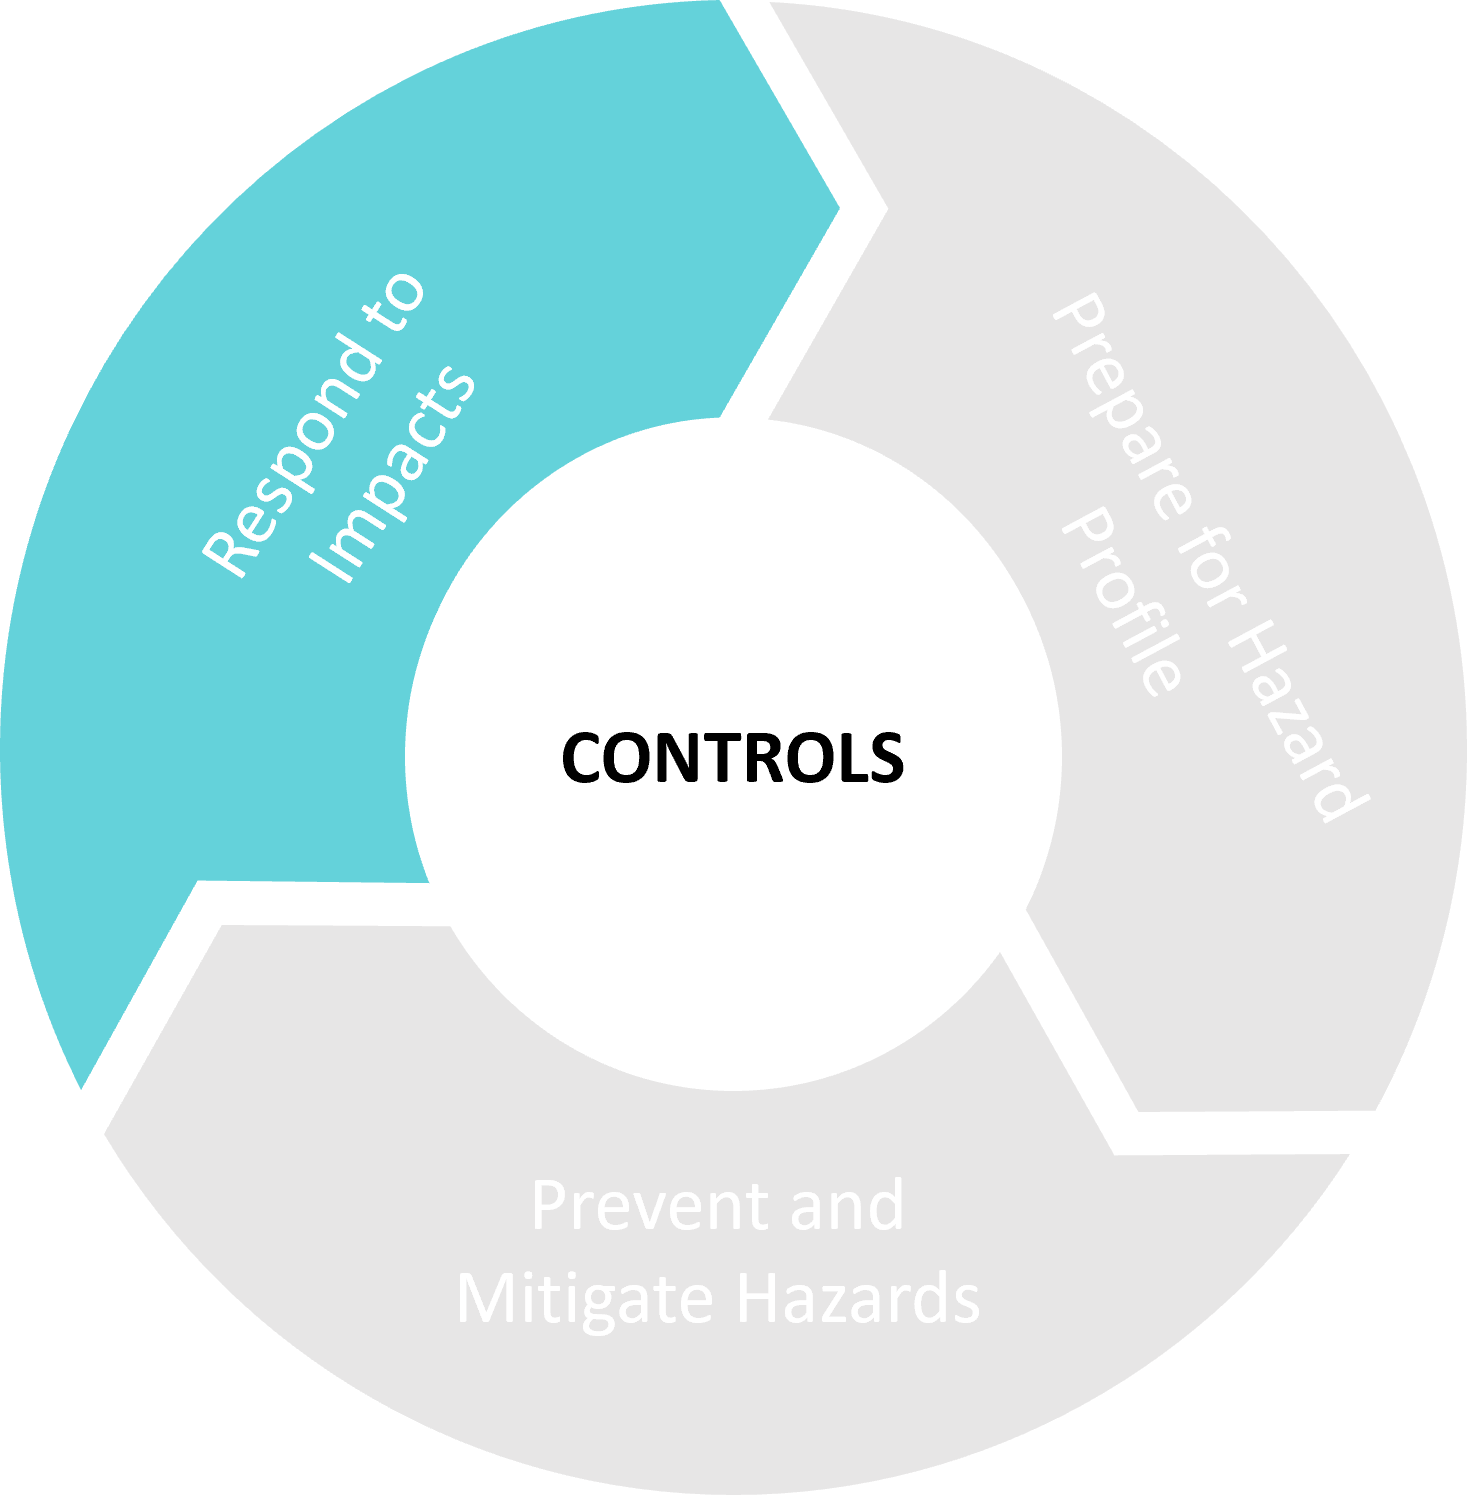 Respond to
Impacts
Prepare for Hazard
Profile
CONTROLS
Prevent and
Mitigate Hazards